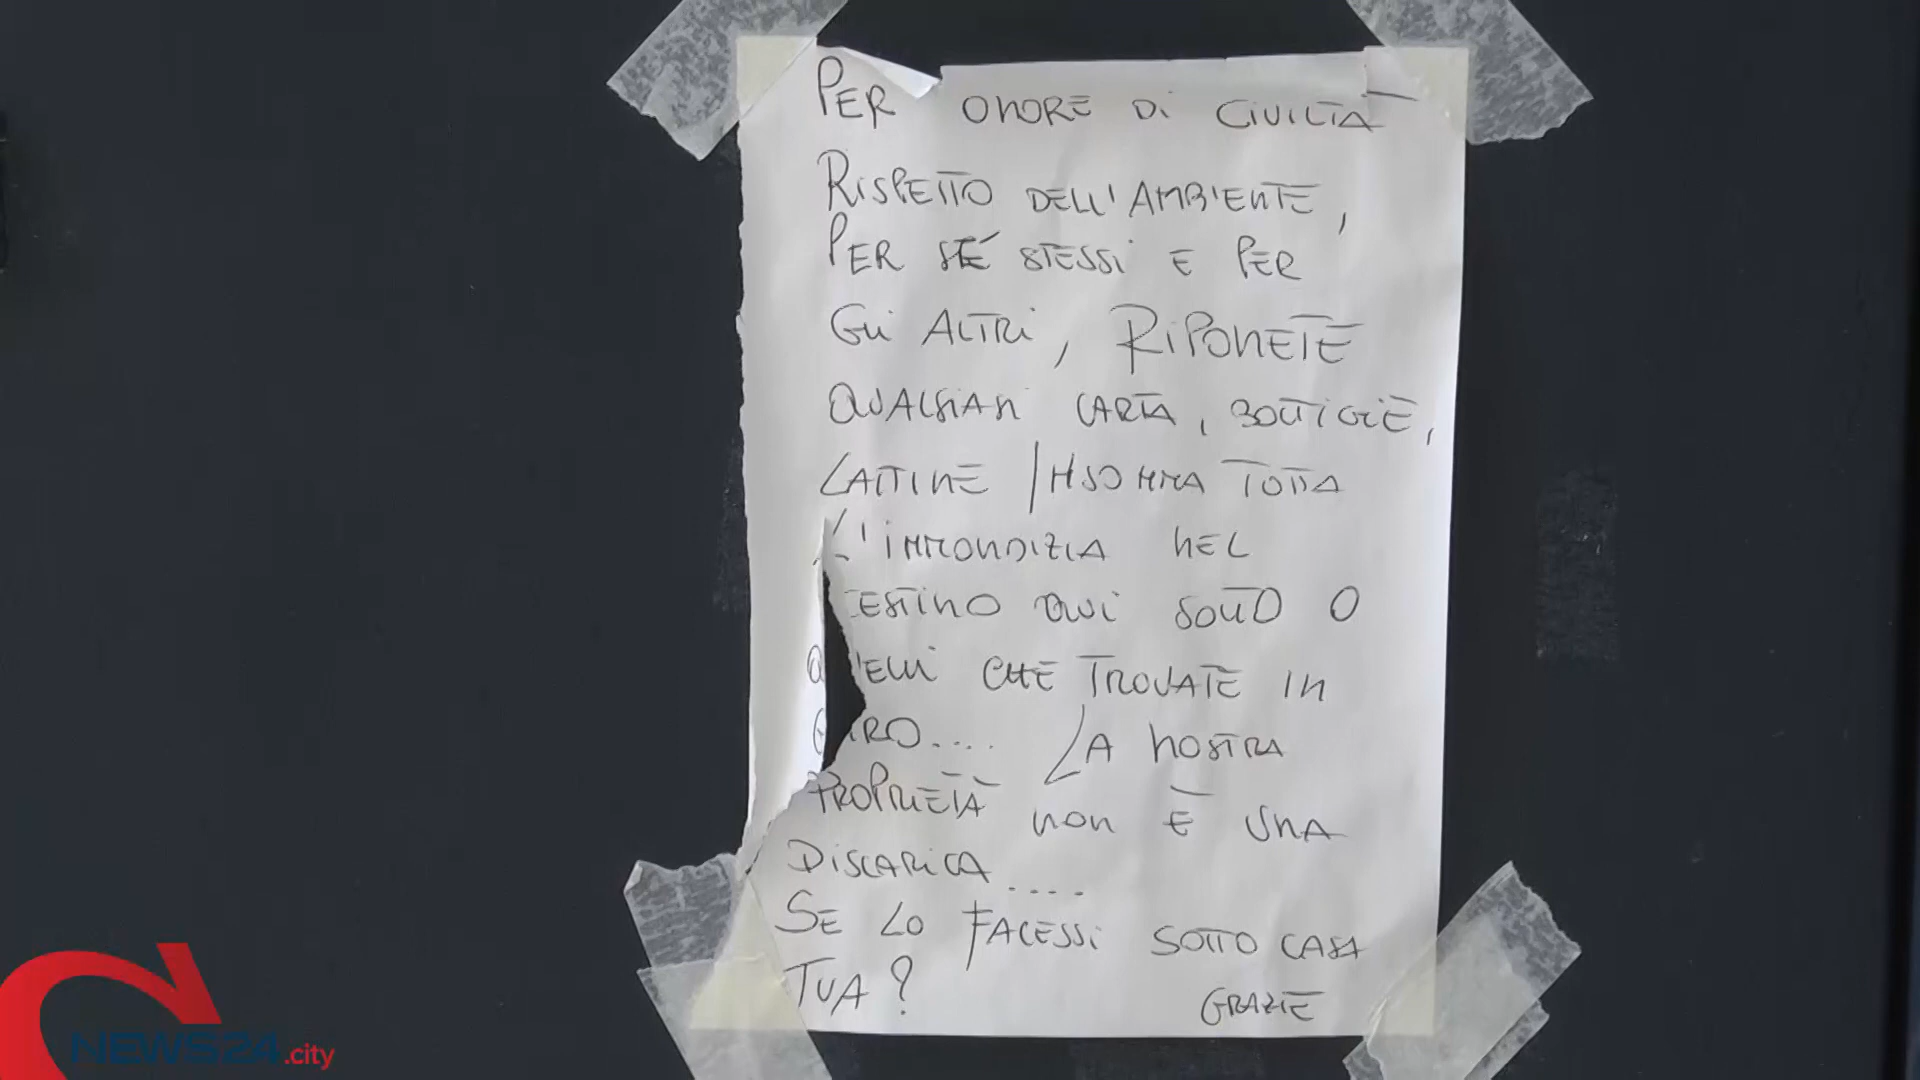 PER ONORE DI CIVILTÀ
RISPETTO DELL'AMBIENTE,
PER SÉ STESSI E PER
GLI ALTRI, RIPONETE
QUALSIASI CARTA, BOTTIGLIE,
LATTINE INSOMMA TUTTA
L'IMMONDIZIA NEL
CESTINO QUI SOTTO O
QUELLI CHE TROVATE IN
GIRO.... LA NOSTRA
PROPRIETÀ NON È UNA
DISCARICA....
SE LO FACESSI SOTTO CASA
TUA?
GRAZIE
NEWS24.city